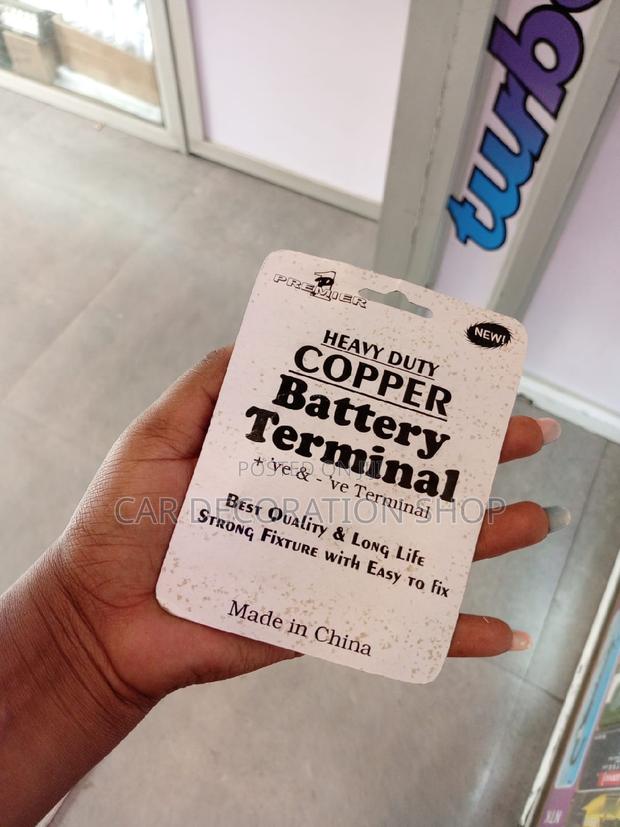 turbo
PREMIER
NEW!
HEAVY DUTY
COPPER
Battery
Terminal
+ 've & - 've Terminal
POSTED ON
CAR DECORATION SHOP
BEST QUALITY & LONG LIFE
STRONG FIXTURE WITH EASY TO FIX
Made in China
NTK